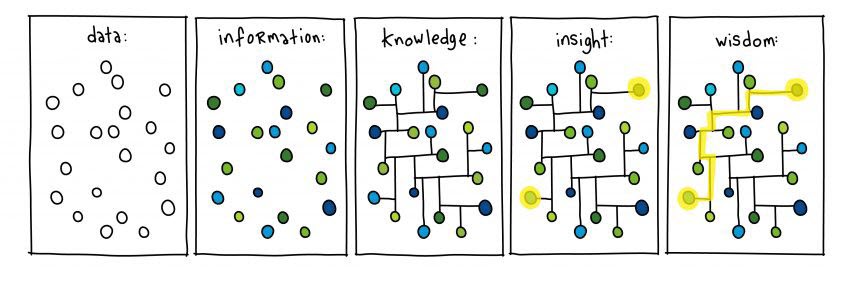 data:
information:
knowledge:
insight:
wisdom: